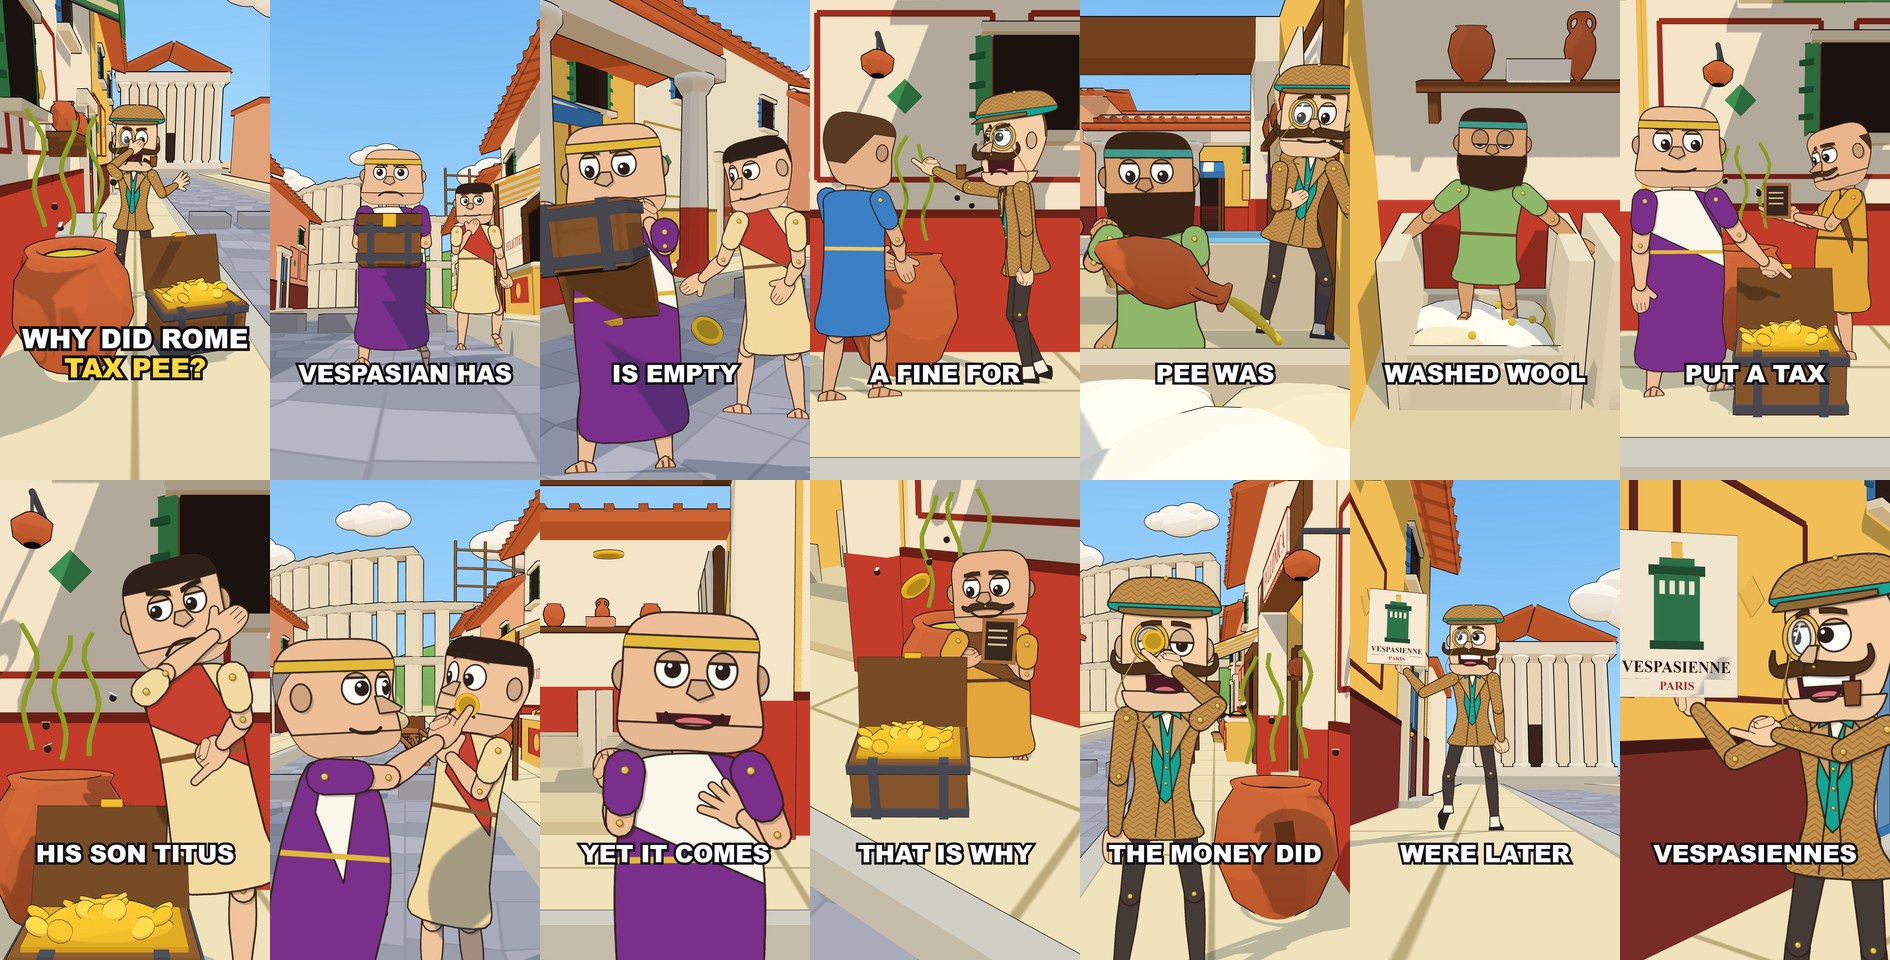 WHY DID ROME
TAX PEE?
VESPASIAN HAS
IS EMPTY
A FINE FOR
PEE WAS
WASHED WOOL
PUT A TAX
HIS SON TITUS
YET IT COMES
THAT IS WHY
THE MONEY DID
VESPASIENNE
PARIS
WERE LATER
VESPASIENNE
PARIS
VESPASIENNES